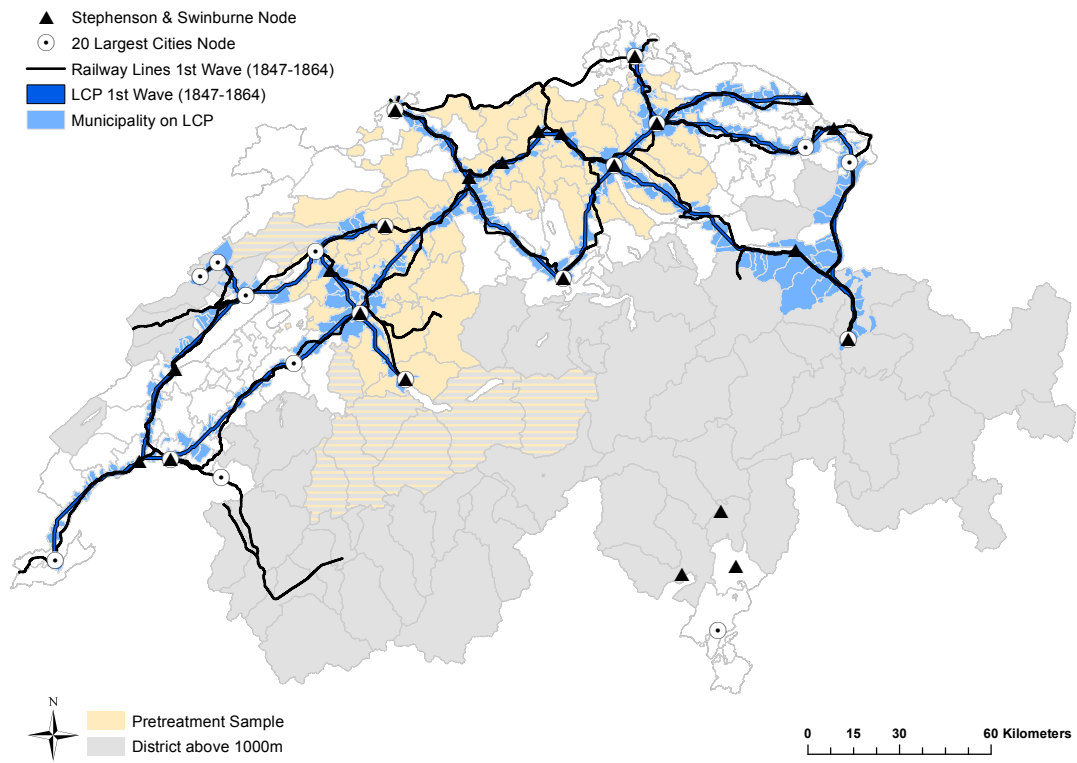 Stephenson & Swinburne Node
20 Largest Cities Node
Railway Lines 1st Wave (1847-1864)
LCP 1st Wave (1847-1864)
Municipality on LCP
N
Pretreatment Sample
District above 1000m
0 15 30 60 Kilometers